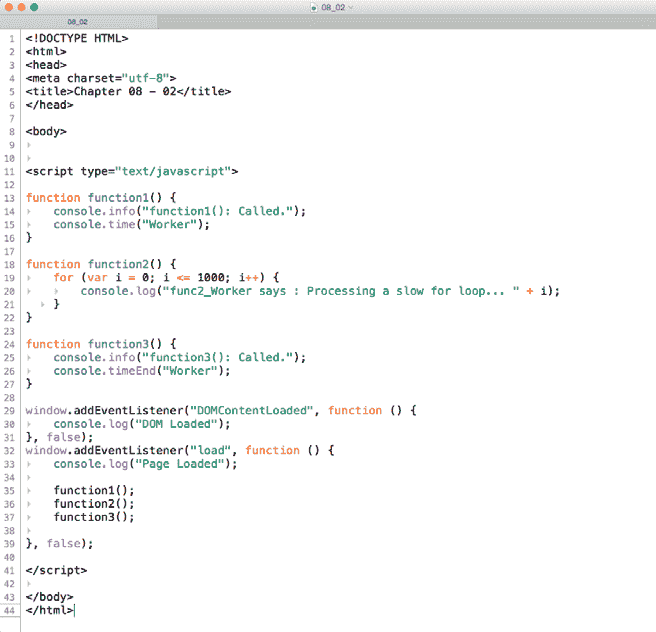 08_02
08_02
1 <!DOCTYPE HTML>
2 <html>
3 <head>
4 <meta charset="utf-8">
5 <title>Chapter 08 - 02</title>
6 </head>
7
8 <body>
9
10
11 <script type="text/javascript">
12
13 function function1() {
14 console.info("function1(): Called.");
15 console.time("Worker");
16 }
17
18 function function2() {
19 for (var i = 0; i <= 1000; i++) {
20 console.log("func2_Worker says : Processing a slow for loop... " + i);
21 }
22 }
23
24 function function3() {
25 console.info("function3(): Called.");
26 console.timeEnd("Worker");
27 }
28
29 window.addEventListener("DOMContentLoaded", function () {
30 console.log("DOM Loaded");
31 }, false);
32 window.addEventListener("load", function () {
33 console.log("Page Loaded");
34
35 function1();
36 function2();
37 function3();
38
39 }, false);
40
41 </script>
42
43 </body>
44 </html>